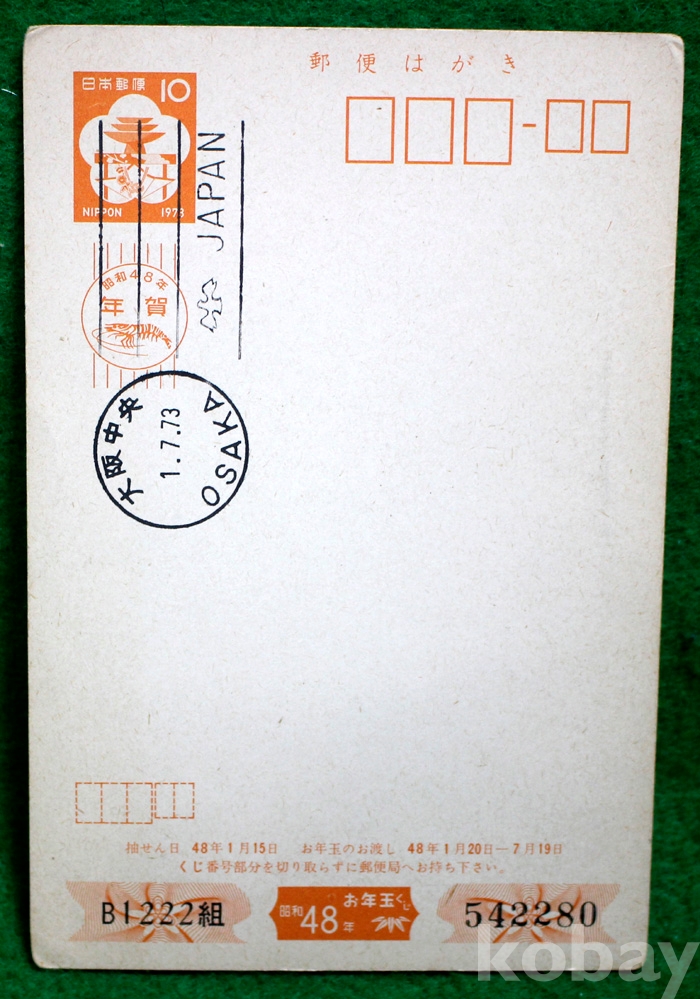 郵便はがき
日本郵便 10
NIPPON 1973
JAPAN
昭和48年
年賀
大阪中央
1.7.73
OSAKA
抽せん日 48年1月15日 お年玉のお渡し 48年1月20日—7月19日
くじ番号部分を切り取らずに郵便局へお持ち下さい。
B1222組
昭和48年
お年玉くじ
542280
kobay